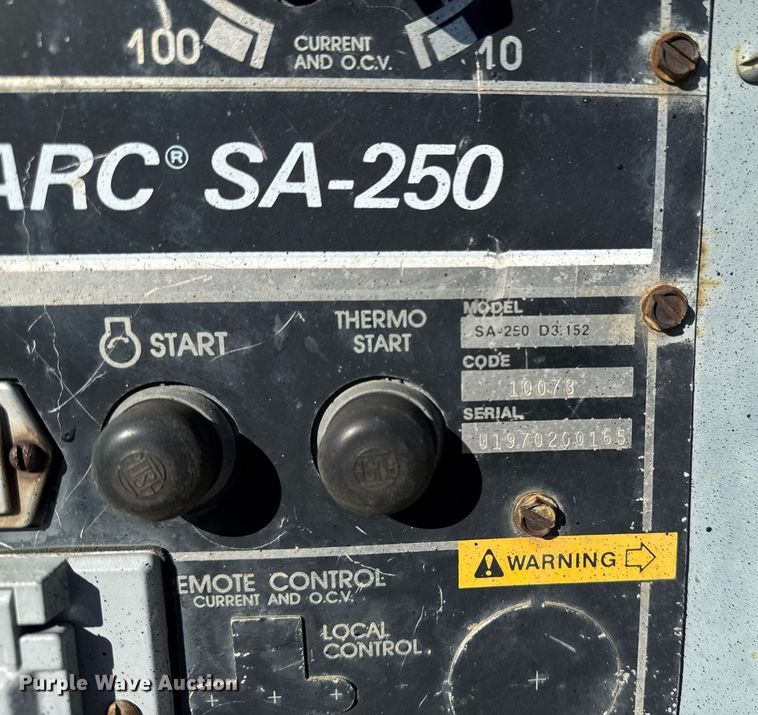 100
CURRENT
AND O.C.V.
10
ARC® SA-250
START
THERMO
START
MODEL
SA-250 D3.152
CODE
10073
SERIAL
U1970200165
WARNING
EMOTE CONTROL
CURRENT AND O.C.V.
LOCAL
CONTROL
Purple Wave Auction